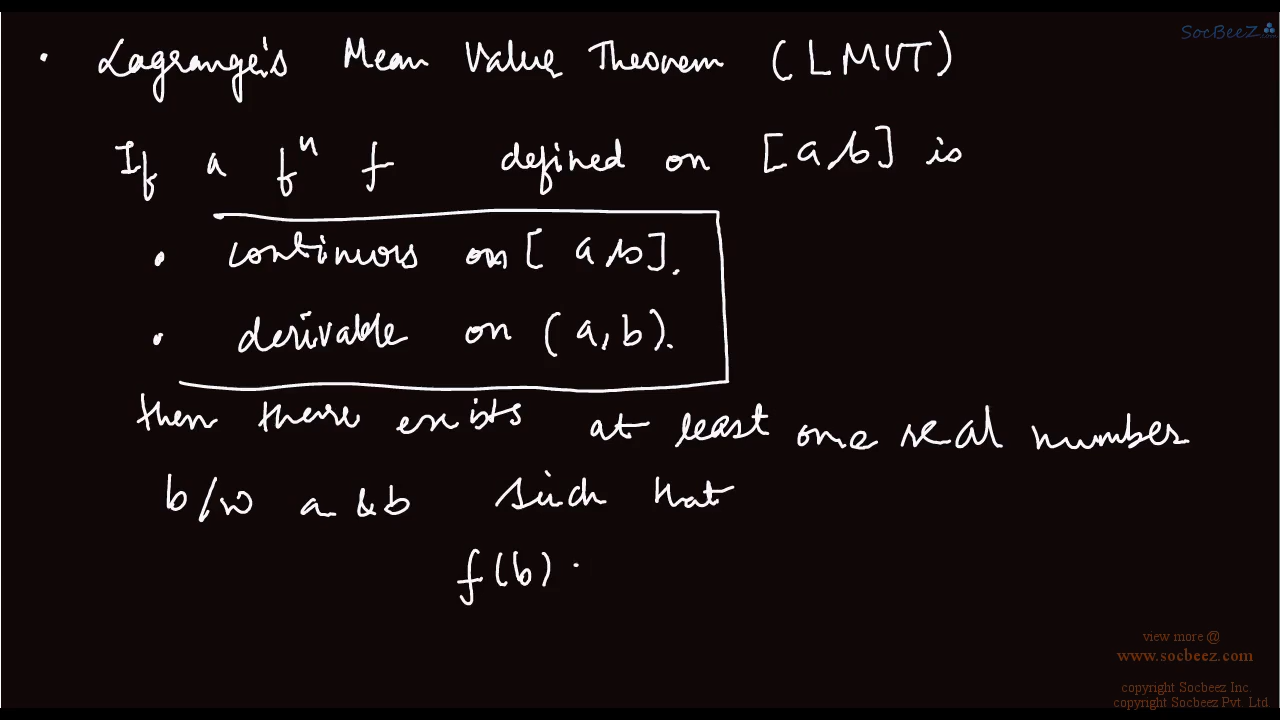 SocBeeZ.com
• Lagrange's Mean Value Theorem (LMVT)
If a fⁿ f defined on [a,b] is
• continuous on [a,b].
• derivable on (a,b).
then there exists at least one real number
b/w a & b such that
f(b) ·
view more @
www.socbeez.com
copyright Socbeez Inc.
copyright Socbeez Pvt. Ltd.